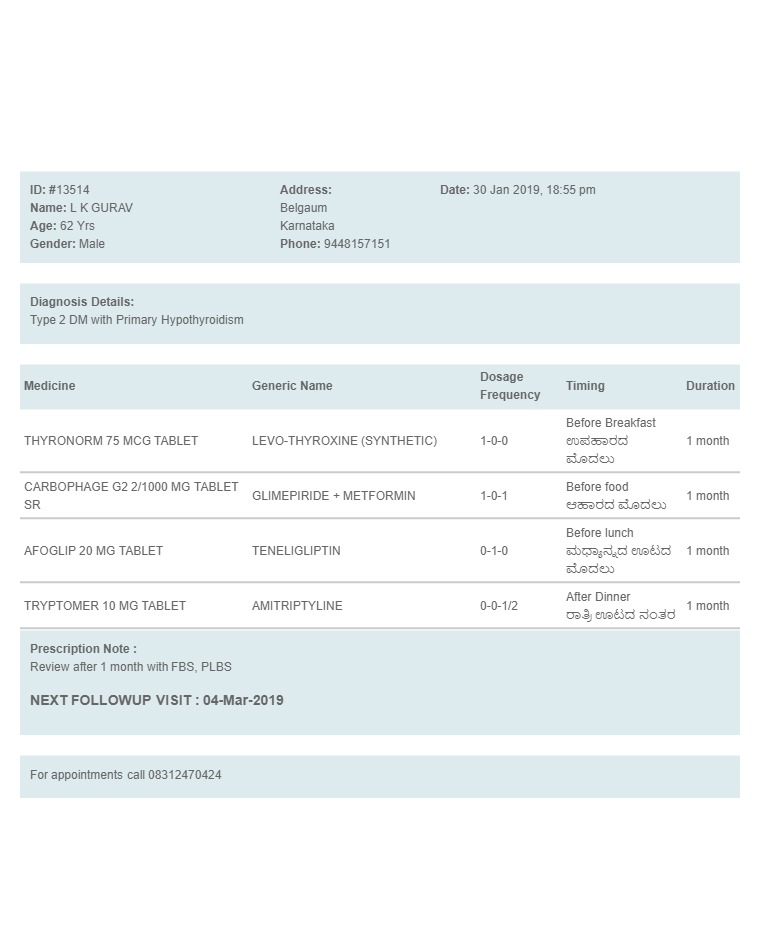 ID: #13514
Name: L K GURAV
Age: 62 Yrs
Gender: Male
Address:
Belgaum
Karnataka
Phone: 9448157151
Date: 30 Jan 2019, 18:55 pm
Diagnosis Details:
Type 2 DM with Primary Hypothyroidism
Medicine Generic Name Dosage Frequency Timing Duration
THYRONORM 75 MCG TABLET LEVO-THYROXINE (SYNTHETIC) 1-0-0 Before Breakfast
ಉಪಹಾರದ
ಮೊದಲು
1 month
CARBOPHAGE G2 2/1000 MG TABLET
SR
GLIMEPIRIDE + METFORMIN 1-0-1 Before food
ಆಹಾರದ ಮೊದಲು
1 month
AFOGLIP 20 MG TABLET TENELIGLIPTIN 0-1-0 Before lunch
ಮಧ್ಯಾನ್ನದ ಊಟದ
ಮೊದಲು
1 month
TRYPTOMER 10 MG TABLET AMITRIPTYLINE 0-0-1/2 After Dinner
ರಾತ್ರಿ ಊಟದ ನಂತರ
1 month
Prescription Note :
Review after 1 month with FBS, PLBS
NEXT FOLLOWUP VISIT : 04-Mar-2019
For appointments call 08312470424